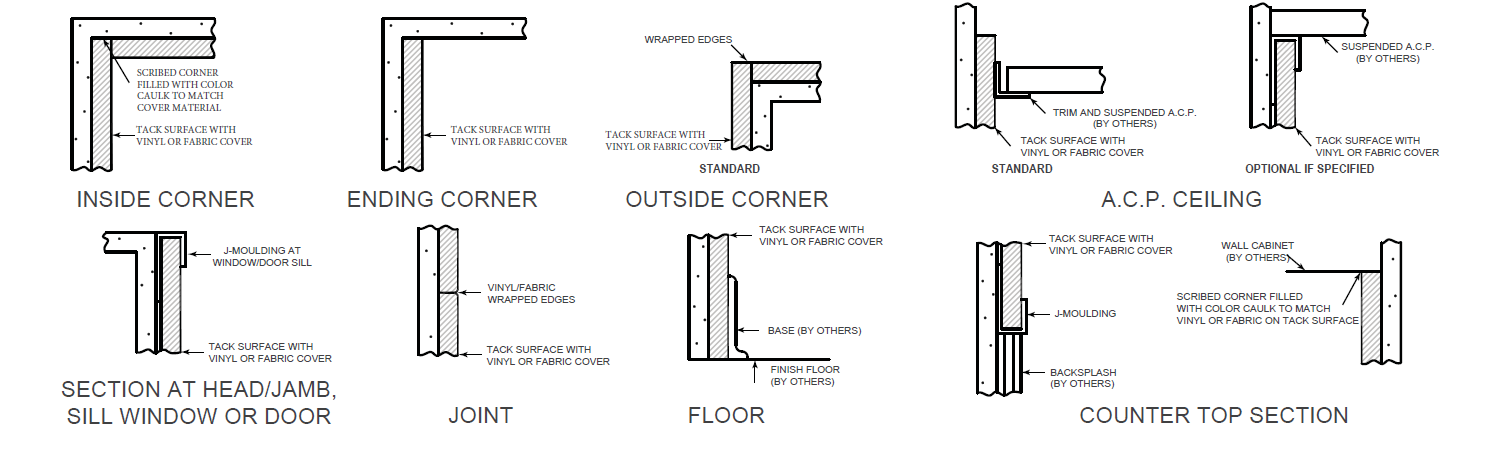 SCRIBED CORNER
FILLED WITH COLOR
CAULK TO MATCH
COVER MATERIAL
TACK SURFACE WITH
VINYL OR FABRIC COVER
INSIDE CORNER
TACK SURFACE WITH
VINYL OR FABRIC COVER
ENDING CORNER
WRAPPED EDGES
TACK SURFACE WITH
VINYL OR FABRIC COVER
STANDARD
OUTSIDE CORNER
TRIM AND SUSPENDED A.C.P.
(BY OTHERS)
TACK SURFACE WITH
VINYL OR FABRIC COVER
STANDARD
SUSPENDED A.C.P.
(BY OTHERS)
TACK SURFACE WITH
VINYL OR FABRIC COVER
OPTIONAL IF SPECIFIED
A.C.P. CEILING
J-MOULDING AT
WINDOW/DOOR SILL
TACK SURFACE WITH
VINYL OR FABRIC COVER
SECTION AT HEAD/JAMB,
SILL WINDOW OR DOOR
VINYL/FABRIC
WRAPPED EDGES
TACK SURFACE WITH
VINYL OR FABRIC COVER
JOINT
TACK SURFACE WITH
VINYL OR FABRIC COVER
BASE (BY OTHERS)
FINISH FLOOR
(BY OTHERS)
FLOOR
TACK SURFACE WITH
VINYL OR FABRIC COVER
J-MOULDING
BACKSPLASH
(BY OTHERS)
WALL CABINET
(BY OTHERS)
SCRIBED CORNER FILLED
WITH COLOR CAULK TO MATCH
VINYL OR FABRIC ON TACK SURFACE
COUNTER TOP SECTION